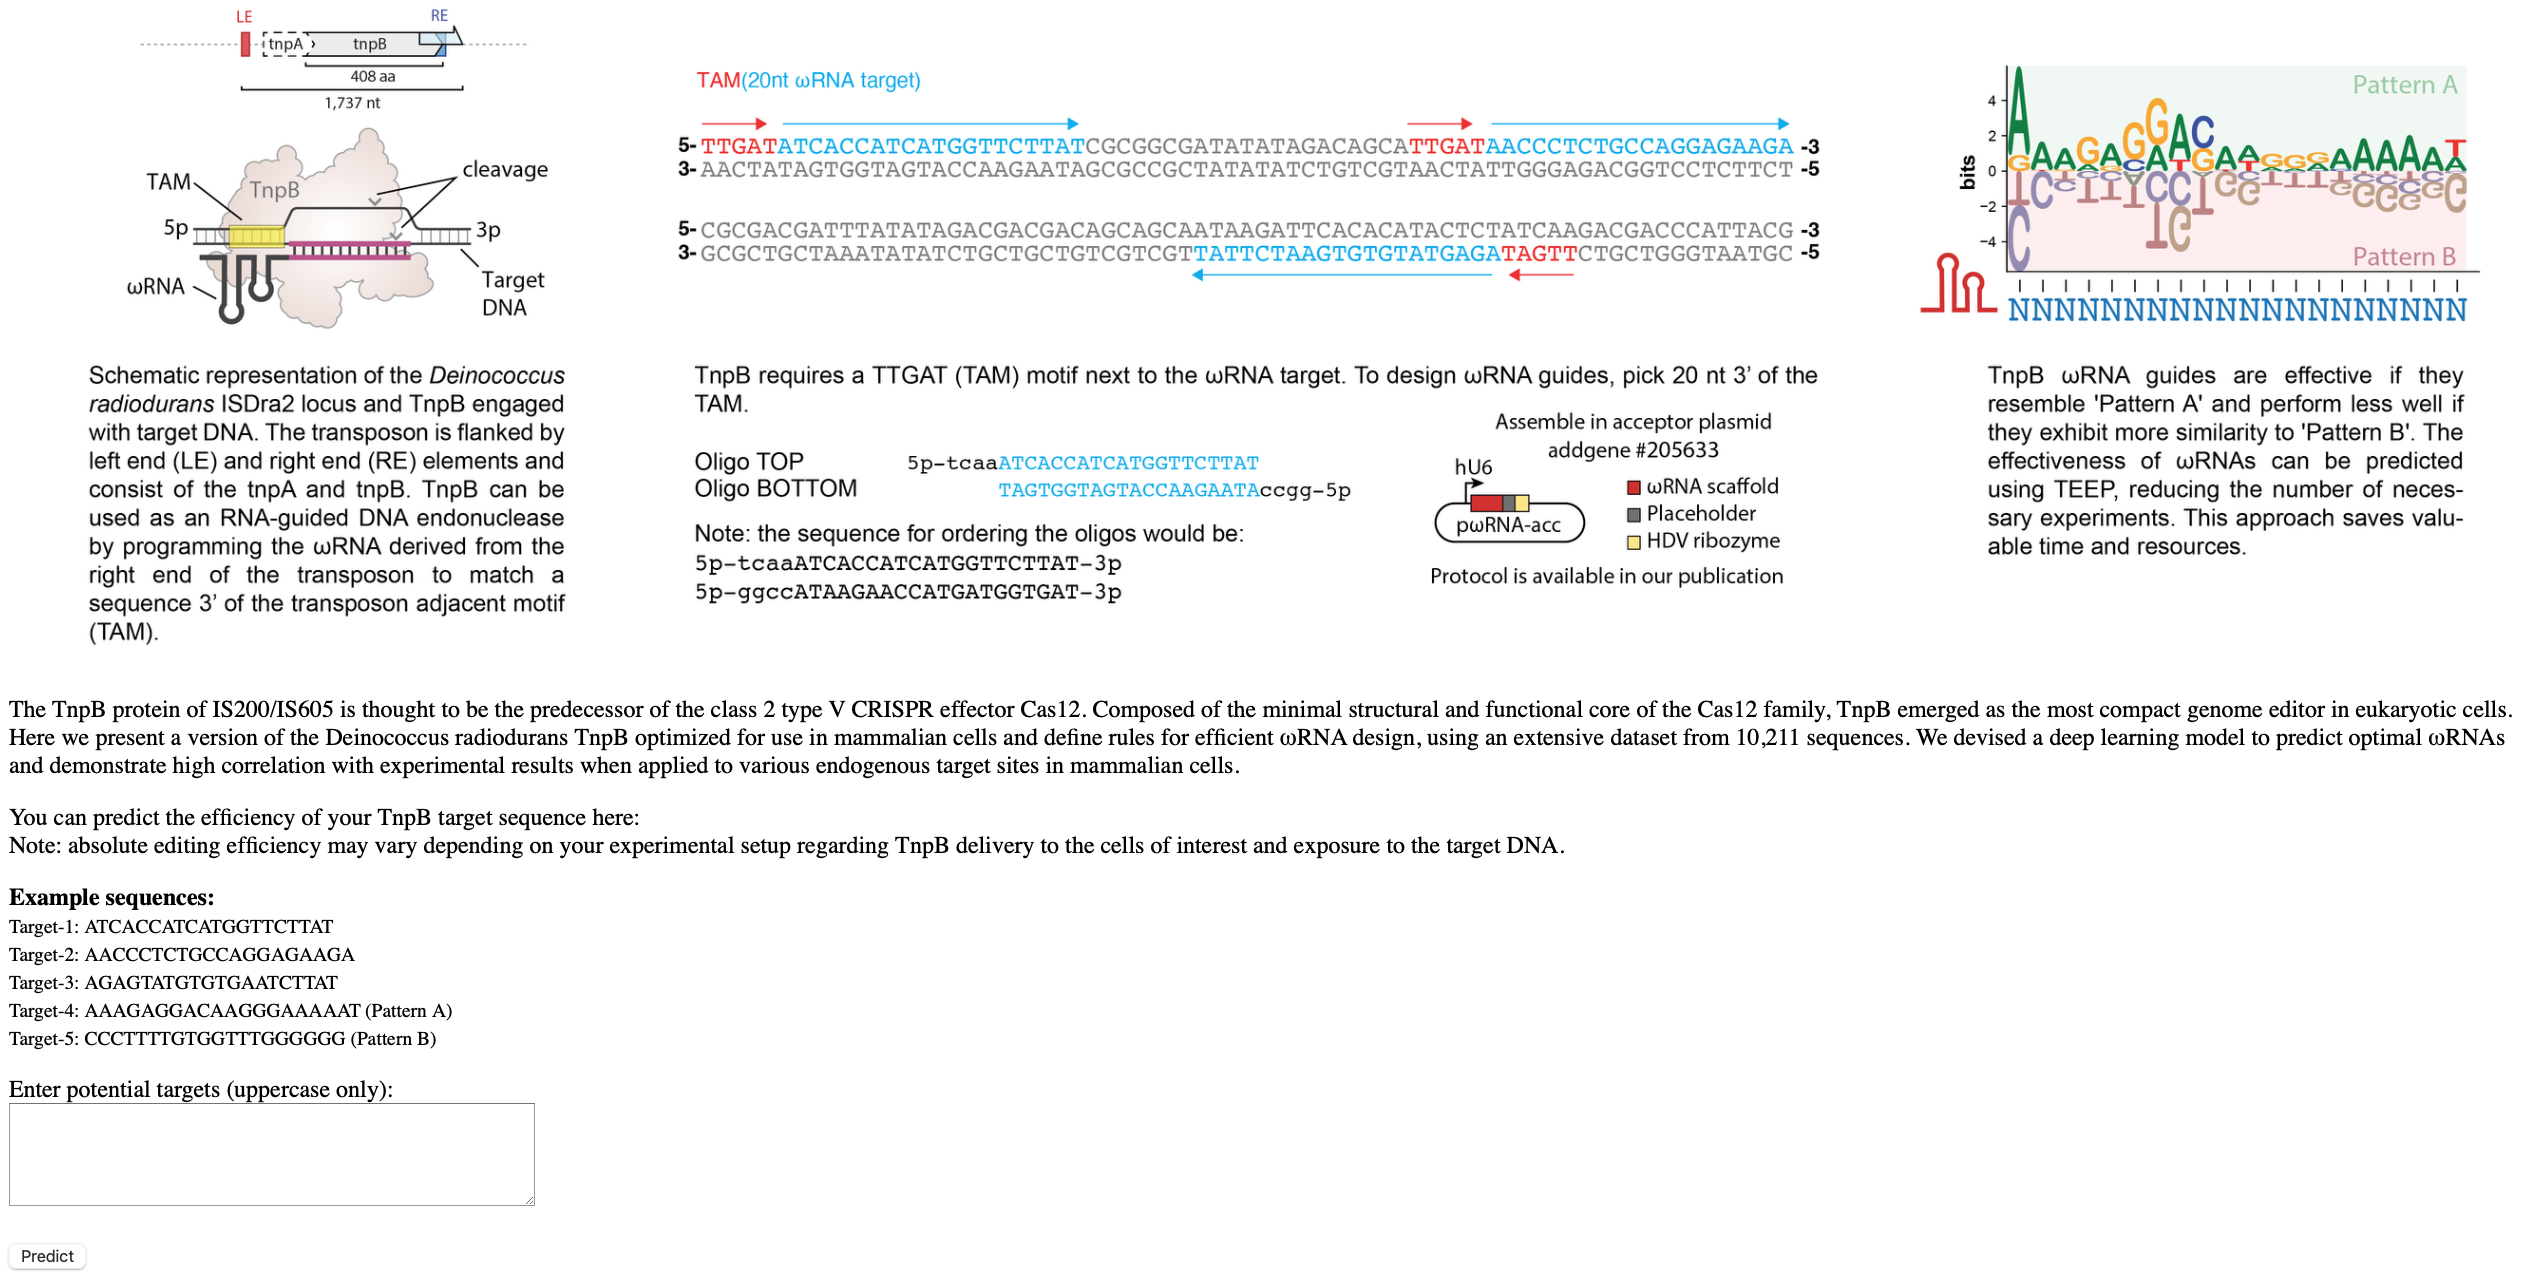 LE
RE
tnpA
tnpB
408 aa
1,737 nt
TAM
TnpB
cleavage
5p
3p
ωRNA
Target
DNA
Schematic representation of the Deinococcus
radiodurans ISDra2 locus and TnpB engaged
with target DNA. The transposon is flanked by
left end (LE) and right end (RE) elements and
consist of the tnpA and tnpB. TnpB can be
used as an RNA-guided DNA endonuclease
by programming the ωRNA derived from the
right end of the transposon to match a
sequence 3’ of the transposon adjacent motif
(TAM).
TAM(20nt ωRNA target)
5-TTGATATCACCATCATGGTTCTTATCGCGGCGATATATAGACAGCATTGATAACCCTCTGCCAGGAGAAGA -3
3-AACTATAGTGGTAGTACCAAGAATAGCGCCGCTATATATCTGTCGTAACTATTGGGAGACGGTCCTCTTCT -5
5-CGCGACGATTTATATAGACGACGACAGCAGCAATAAGATTCACACATACTCTATCAAGACGACCCATTACG -3
3-GCGCTGCTAAATATATCTGCTGCTGTCGTCGTTATTCTAAGTGTGTATGAGATAGTTCTGCTGGGTAATGC -5
TnpB requires a TTGAT (TAM) motif next to the ωRNA target. To design ωRNA guides, pick 20 nt 3’ of the
TAM.
Oligo TOP 5p-tcaaATCACCATCATGGTTCTTAT
Oligo BOTTOM TAGTGGTAGTACCAAGAATAccgg-5p
Note: the sequence for ordering the oligos would be:
5p-tcaaATCACCATCATGGTTCTTAT-3p
5p-ggccATAAGAACCATGATGGTGAT-3p
Assemble in acceptor plasmid
addgene #205633
hU6
pωRNA-acc
ωRNA scaffold
Placeholder
HDV ribozyme
Protocol is available in our publication
Pattern A
Pattern B
bits
4
2
0
−2
−4
NNNNNNNNNNNNNNNNNNNN
TnpB ωRNA guides are effective if they
resemble 'Pattern A' and perform less well if
they exhibit more similarity to 'Pattern B'. The
effectiveness of ωRNAs can be predicted
using TEEP, reducing the number of neces-
sary experiments. This approach saves valu-
able time and resources.
The TnpB protein of IS200/IS605 is thought to be the predecessor of the class 2 type V CRISPR effector Cas12. Composed of the minimal structural and functional core of the Cas12 family, TnpB emerged as the most compact genome editor in eukaryotic cells.
Here we present a version of the Deinococcus radiodurans TnpB optimized for use in mammalian cells and define rules for efficient ωRNA design, using an extensive dataset from 10,211 sequences. We devised a deep learning model to predict optimal ωRNAs
and demonstrate high correlation with experimental results when applied to various endogenous target sites in mammalian cells.
You can predict the efficiency of your TnpB target sequence here:
Note: absolute editing efficiency may vary depending on your experimental setup regarding TnpB delivery to the cells of interest and exposure to the target DNA.
Example sequences:
Target-1: ATCACCATCATGGTTCTTAT
Target-2: AACCCTCTGCCAGGAGAAGA
Target-3: AGAGTATGTGTGAATCTTAT
Target-4: AAAGAGGACAAGGGAAAAAT (Pattern A)
Target-5: CCCTTTTGTGGTTTGGGGGG (Pattern B)
Enter potential targets (uppercase only):
Predict